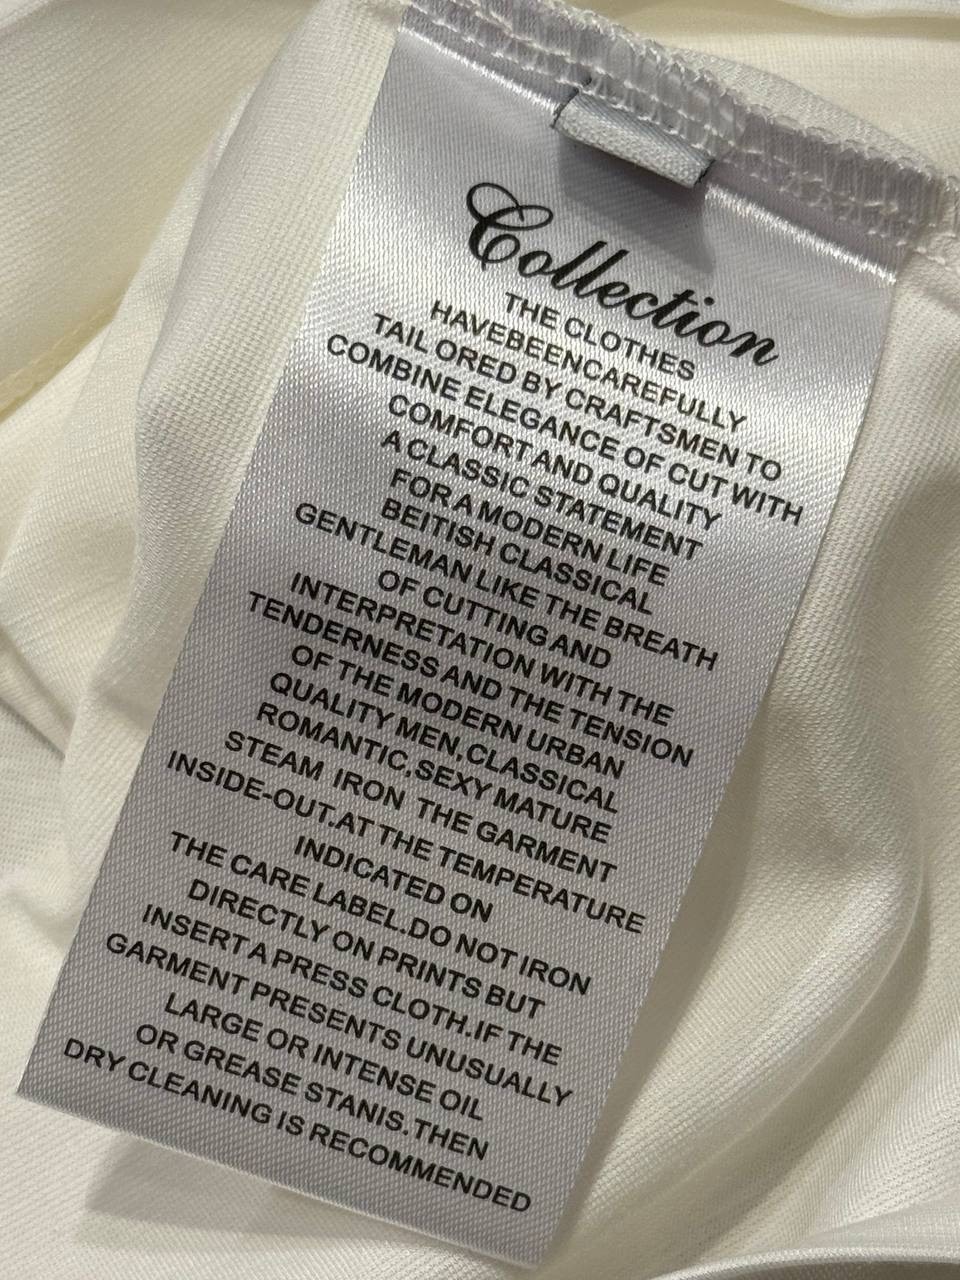 Collection
THE CLOTHES
HAVEBEENCAREFULLY
TAIL ORED BY CRAFTSMEN TO
COMBINE ELEGANCE OF CUT WITH
COMFORT AND QUALITY
A CLASSIC STATEMENT
FOR A MODERN LIFE
BEITISH CLASSICAL
GENTLEMAN LIKE THE BREATH
OF CUTTING AND
INTERPRETATION WITH THE
TENDERNESS AND THE TENSION
OF THE MODERN URBAN
QUALITY MEN,CLASSICAL
ROMANTIC,SEXY MATURE
STEAM IRON THE GARMENT
INSIDE-OUT.AT THE TEMPERATURE
INDICATED ON
THE CARE LABEL.DO NOT IRON
DIRECTLY ON PRINTS BUT
INSERT A PRESS CLOTH.IF THE
GARMENT PRESENTS UNUSUALLY
LARGE OR INTENSE OIL
OR GREASE STANIS.THEN
DRY CLEANING IS RECOMMENDED